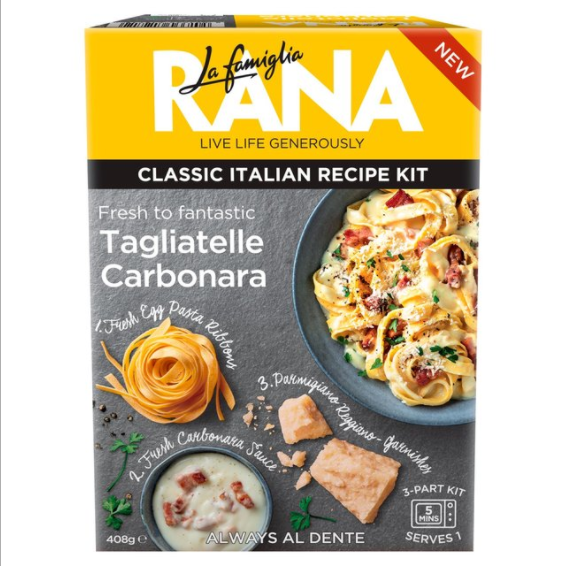 La famiglia
RANA
NEW
LIVE LIFE GENEROUSLY
CLASSIC ITALIAN RECIPE KIT
Fresh to fantastic
Tagliatelle
Carbonara
1. Fresh Egg Pasta Ribbons
3. Parmigiano Reggiano - Garnishes
2. Fresh Carbonara Sauce
3-PART KIT
5
MINS
SERVES 1
408g e
ALWAYS AL DENTE